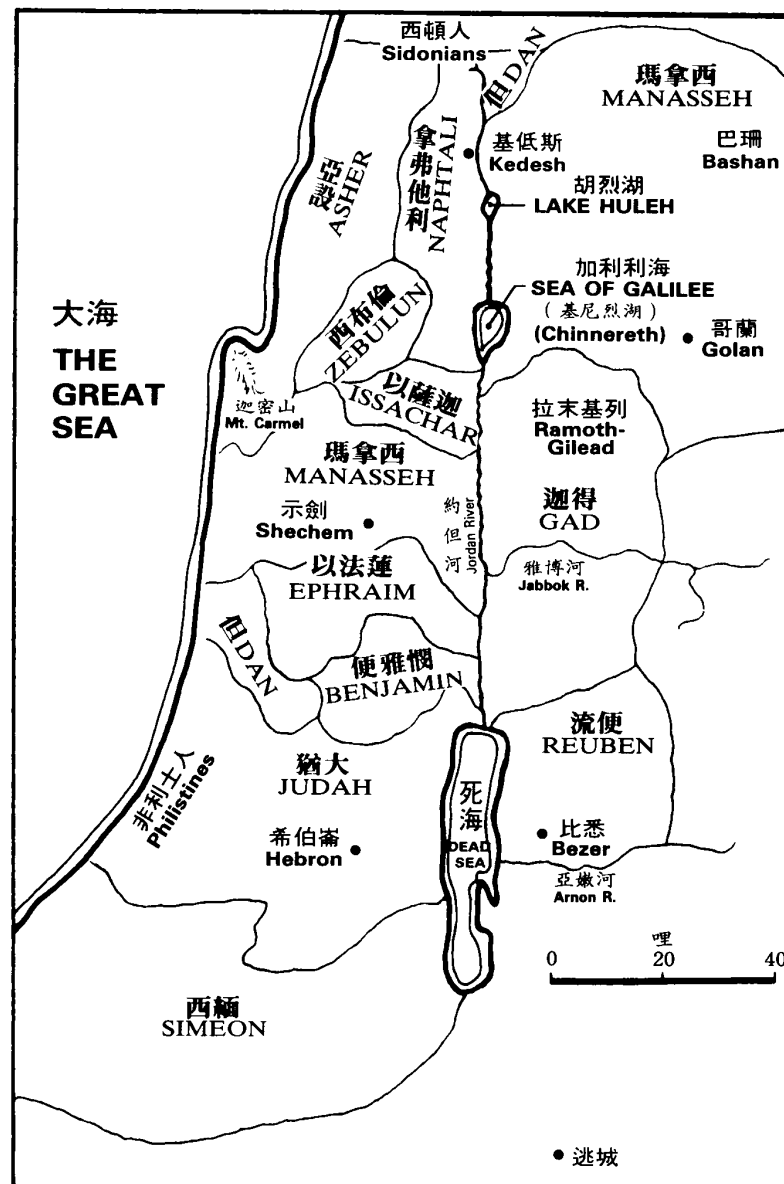 西頓人
Sidonians
但DAN
瑪拿西
MANASSEH
拿弗他利
NAPHTALI
基低斯
Kedesh
巴珊
Bashan
亞設
ASHER
胡烈湖
LAKE HULEH
加利利海
SEA OF GALILEE
（基尼烈湖）
(Chinnereth)
哥蘭
Golan
大海
THE
GREAT
SEA
西布倫
ZEBULUN
以薩迦
ISSACHAR
迦密山
Mt. Carmel
拉末基列
Ramoth-
Gilead
瑪拿西
MANASSEH
示劍
Shechem
約但河
Jordan River
迦得
GAD
以法蓮
EPHRAIM
雅博河
Jabbok R.
但DAN
便雅憫
BENJAMIN
流便
REUBEN
猶大
JUDAH
非利士人
Philistines
希伯崙
Hebron
死海
DEAD
SEA
比悉
Bezer
亞嫩河
Arnon R.
哩
0 20 40
西緬
SIMEON
逃城